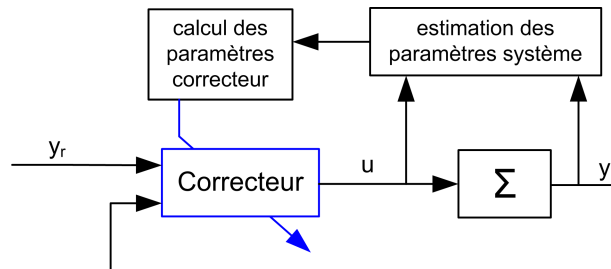 calcul des
paramètres
correcteur
estimation des
paramètres système
yr
Correcteur
u
Σ
y